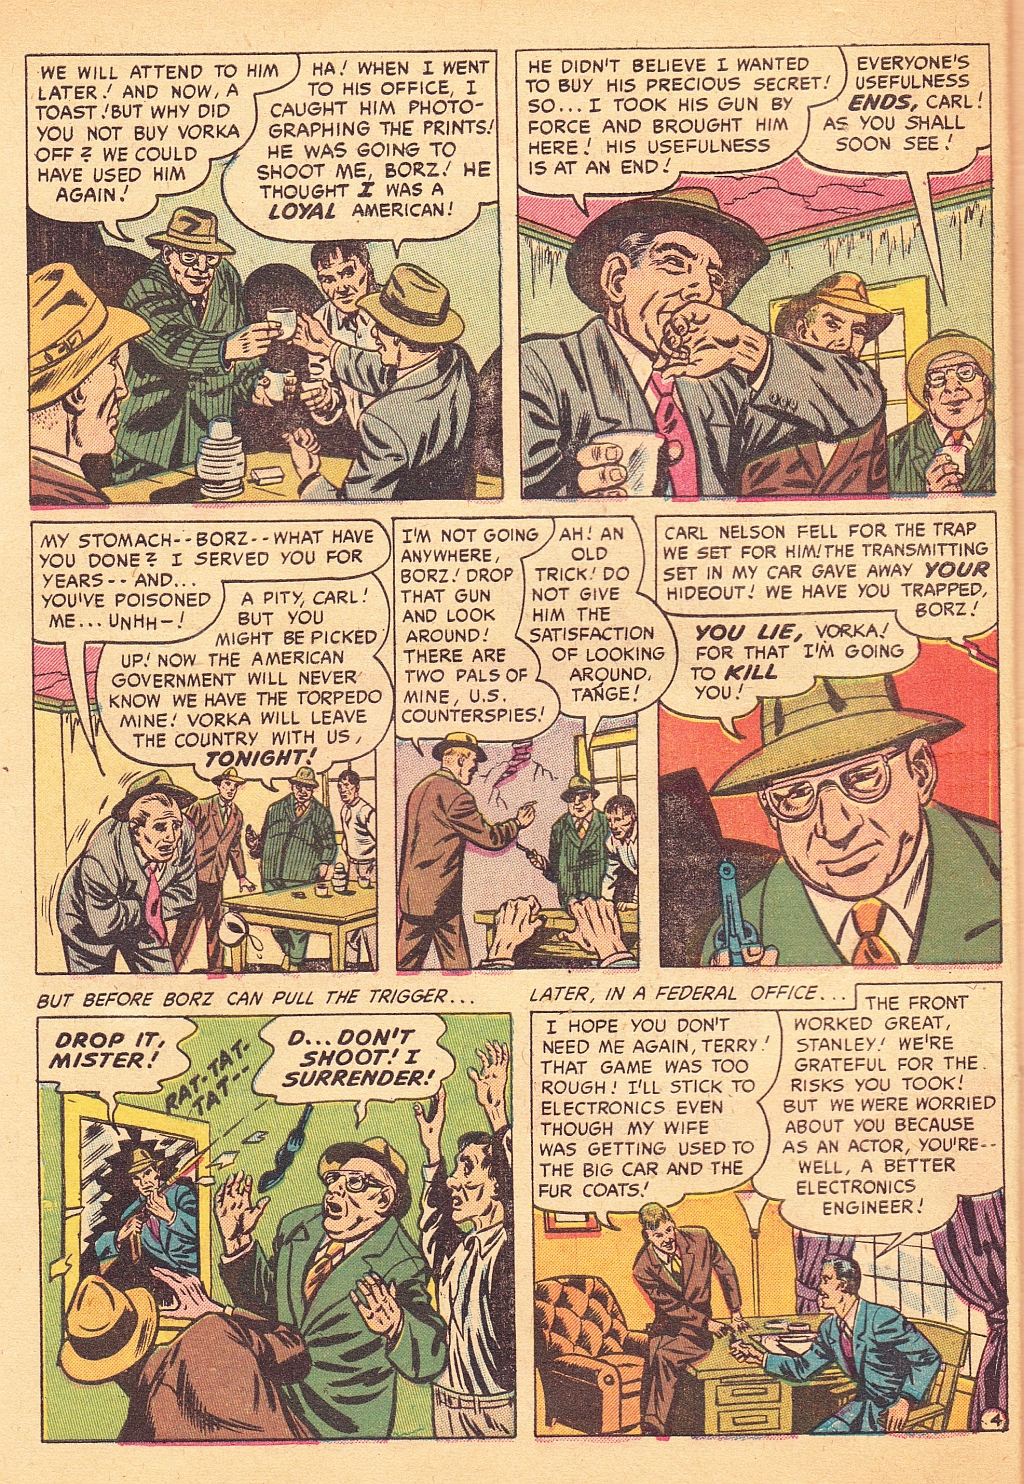 WE WILL ATTEND TO HIM
LATER! AND NOW, A
TOAST! BUT WHY DID
YOU NOT BUY VORKA
OFF? WE COULD
HAVE USED HIM
AGAIN!
HA! WHEN I WENT
TO HIS OFFICE, I
CAUGHT HIM PHOTO-
GRAPHING THE PRINTS!
HE WAS GOING TO
SHOOT ME, BORZ! HE
THOUGHT I WAS A
LOYAL AMERICAN!
HE DIDN'T BELIEVE I WANTED
TO BUY HIS PRECIOUS SECRET!
SO... I TOOK HIS GUN BY
FORCE AND BROUGHT HIM
HERE! HIS USEFULNESS
IS AT AN END!
EVERYONE'S
USEFULNESS
ENDS, CARL!
AS YOU SHALL
SOON SEE!
MY STOMACH--BORZ--WHAT HAVE
YOU DONE? I SERVED YOU FOR
YEARS--AND...
YOU'VE POISONED
ME... UNHH-!
A PITY, CARL!
BUT YOU
MIGHT BE PICKED
UP! NOW THE AMERICAN
GOVERNMENT WILL NEVER
KNOW WE HAVE THE TORPEDO
MINE! VORKA WILL LEAVE
THE COUNTRY WITH US,
TONIGHT!
I'M NOT GOING
ANYWHERE,
BORZ! DROP
THAT GUN
AND LOOK
AROUND!
THERE ARE
TWO PALS OF
MINE, U.S.
COUNTERSPIES!
AH! AN
OLD
TRICK! DO
NOT GIVE
HIM THE
SATISFACTION
OF LOOKING
AROUND,
TANGE!
CARL NELSON FELL FOR THE TRAP
WE SET FOR HIM! THE TRANSMITTING
SET IN MY CAR GAVE AWAY YOUR
HIDEOUT! WE HAVE YOU TRAPPED,
BORZ!
YOU LIE, VORKA!
FOR THAT I'M GOING
TO KILL
YOU!
BUT BEFORE BORZ CAN PULL THE TRIGGER...
DROP IT,
MISTER!
RAT-TAT-
TAT--
D...DON'T
SHOOT! I
SURRENDER!
LATER, IN A FEDERAL OFFICE...
I HOPE YOU DON'T
NEED ME AGAIN, TERRY!
THAT GAME WAS TOO
ROUGH! I'LL STICK TO
ELECTRONICS EVEN
THOUGH MY WIFE
WAS GETTING USED TO
THE BIG CAR AND THE
FUR COATS!
THE FRONT
WORKED GREAT,
STANLEY! WE'RE
GRATEFUL FOR THE
RISKS YOU TOOK!
BUT WE WERE WORRIED
ABOUT YOU BECAUSE
AS AN ACTOR, YOU'RE--
WELL, A BETTER
ELECTRONICS
ENGINEER!
4